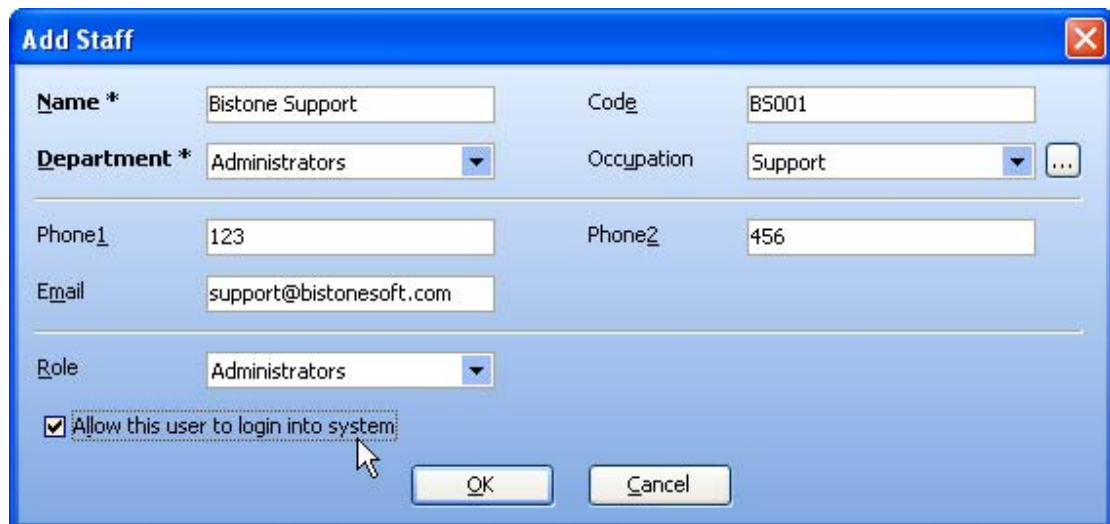 Add Staff
Name * Bistone Support Code BS001
Department * Administrators Occupation Support ...
Phone1 123 Phone2 456
Email support@bistonesoft.com
Role Administrators
Allow this user to login into system
OK Cancel